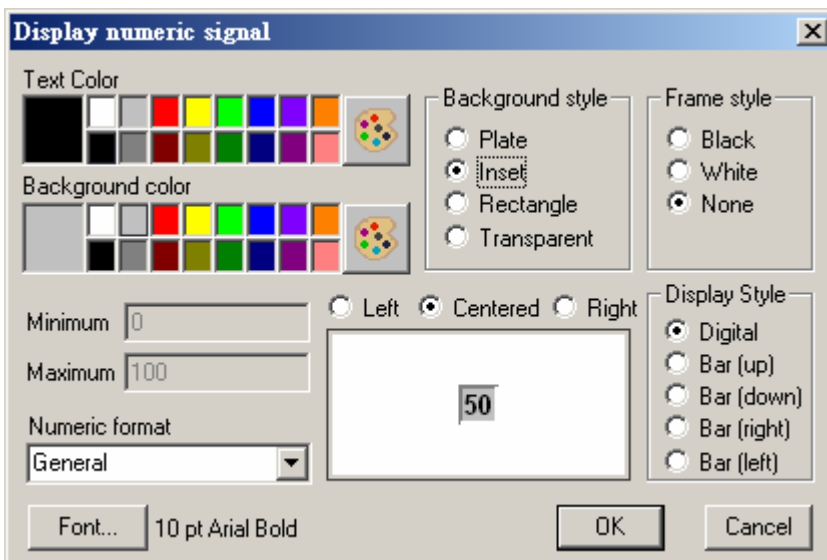 Display numeric signal
Text Color
Background color
Background style
Plate
Inset
Rectangle
Transparent
Frame style
Black
White
None
Minimum 0
Maximum 100
Numeric format
General
Left Centered Right
50
Display Style
Digital
Bar (up)
Bar (down)
Bar (right)
Bar (left)
Font... 10 pt Arial Bold
OK Cancel